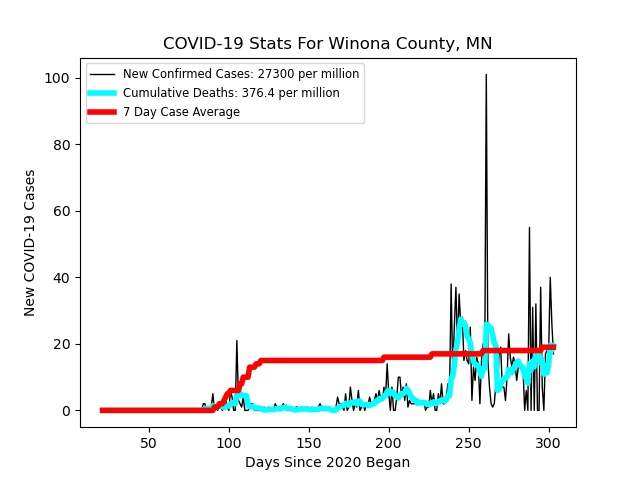 COVID-19 Stats For Winona County, MN
New Confirmed Cases: 27300 per million
Cumulative Deaths: 376.4 per million
7 Day Case Average
100
80
60
40
20
0
New COVID-19 Cases
50
100
150
200
250
300
Days Since 2020 Began